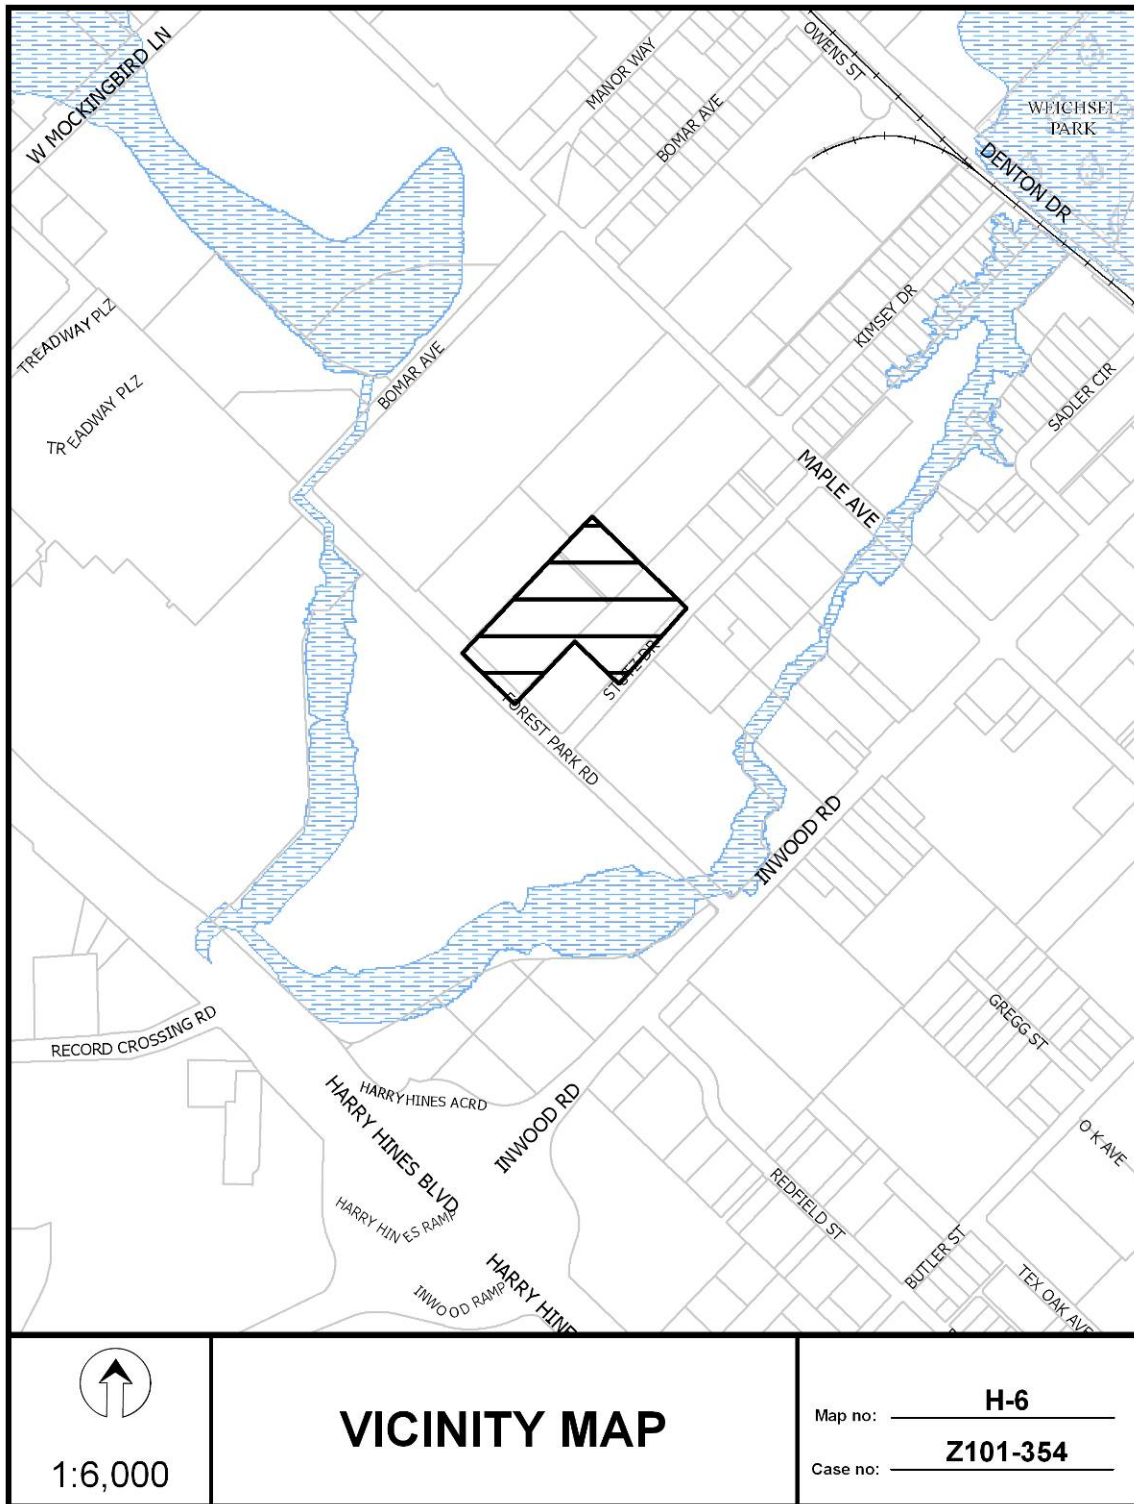 W MOCKINGBIRD LN
MANOR WAY
BOMAR AVE
OWENS ST
WEICHSEL
PARK
DENTON DR
TREADWAY PLZ
TREADWAY PLZ
BOMAR AVE
KIMSEY DR
SADLER CIR
MAPLE AVE
STUTZ DR
FOREST PARK RD
INWOOD RD
RECORD CROSSING RD
HARRY HINES ACRD
HARRY HINES BLVD
INWOOD RD
HARRY HINES RAMP
INWOOD RAMP
HARRY HINE
GREGG ST
O K AVE
REDFIELD ST
BUTLER ST
TEX OAK AVE
1:6,000
VICINITY MAP
Map no: H-6
Case no: Z101-354